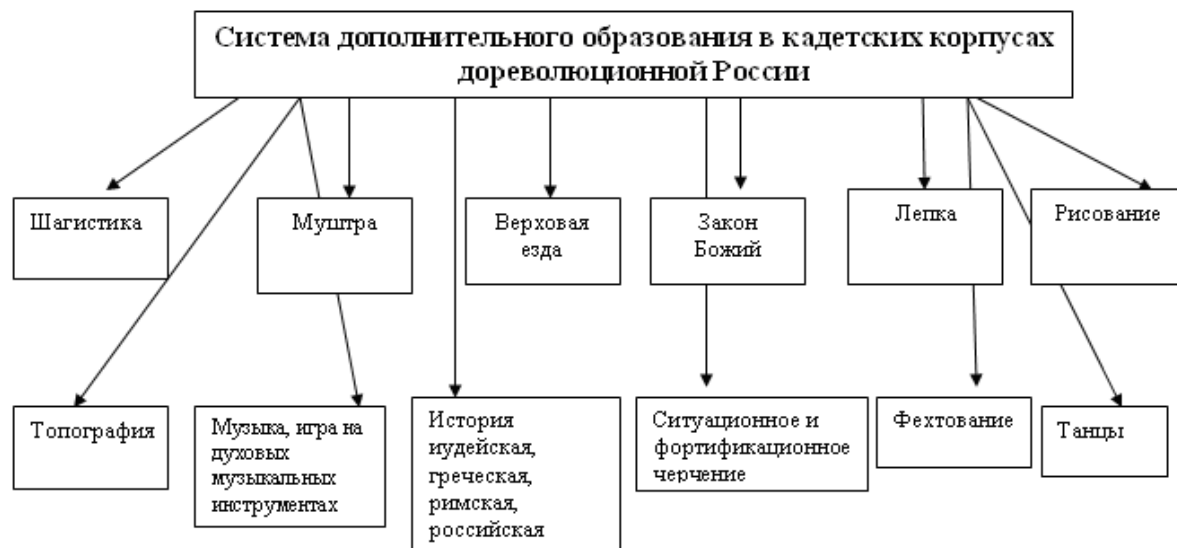 Система дополнительного образования в кадетских корпусах
дореволюционной России
Шагистика
Муштра
Верховая
езда
Закон
Божий
Лепка
Рисование
Топография
Музыка, игра на
духовых
музыкальных
инструментах
История
иудейская,
греческая,
римская,
российская
Ситуационное и
фортификационное
черчение
Фехтование
Танцы